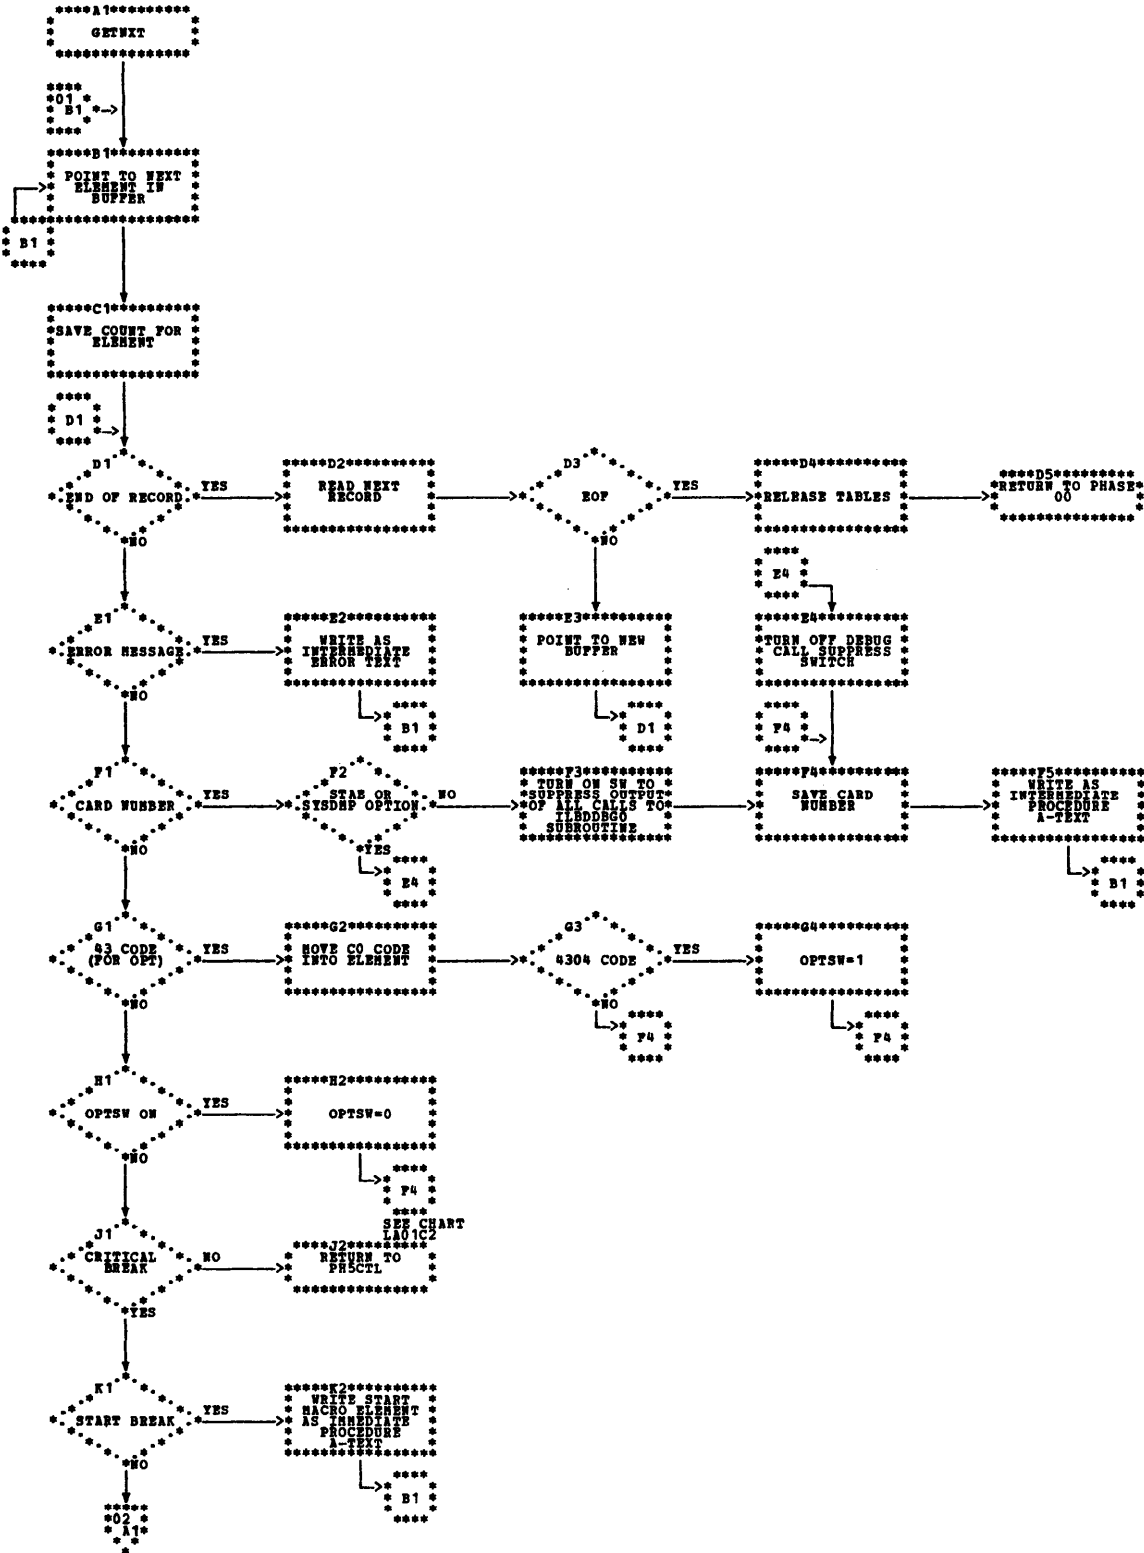 A1
GETNXT
01
B1
B1
POINT TO NEXT
ELEMENT IN
BUFFER
B1
C1
SAVE COUNT FOR
ELEMENT
D1
D1
END OF RECORD
YES
NO
D2
READ NEXT
RECORD
D3
EOF
YES
NO
D4
RELEASE TABLES
D5
RETURN TO PHASE
00
E4
E1
ERROR MESSAGE
YES
NO
E2
WRITE AS
INTERMEDIATE
ERROR TEXT
B1
E3
POINT TO NEW
BUFFER
D1
E4
TURN OFF DEBUG
CALL SUPPRESS
SWITCH
F4
F1
CARD NUMBER
YES
NO
F2
STAE OR
SYSDMP OPTION
NO
YES
E4
F3
TURN ON SW TO
SUPPRESS OUTPUT
OF ALL CALLS TO
ILBDDBG0
SUBROUTINE
F4
SAVE CARD
NUMBER
F5
WRITE AS
INTERMEDIATE
PROCEDURE
A-TEXT
B1
G1
43 CODE
(FOR OPT)
YES
NO
G2
MOVE C0 CODE
INTO ELEMENT
G3
4304 CODE
YES
NO
F4
G4
OPTSW=1
F4
H1
OPTSW ON
YES
NO
H2
OPTSW=0
F4
J1
CRITICAL
BREAK
NO
YES
SEE CHART
LA01C2
J2
RETURN TO
PH5CTL
K1
START BREAK
YES
NO
K2
WRITE START
MACRO ELEMENT
AS IMMEDIATE
PROCEDURE
A-TEXT
B1
02
A1